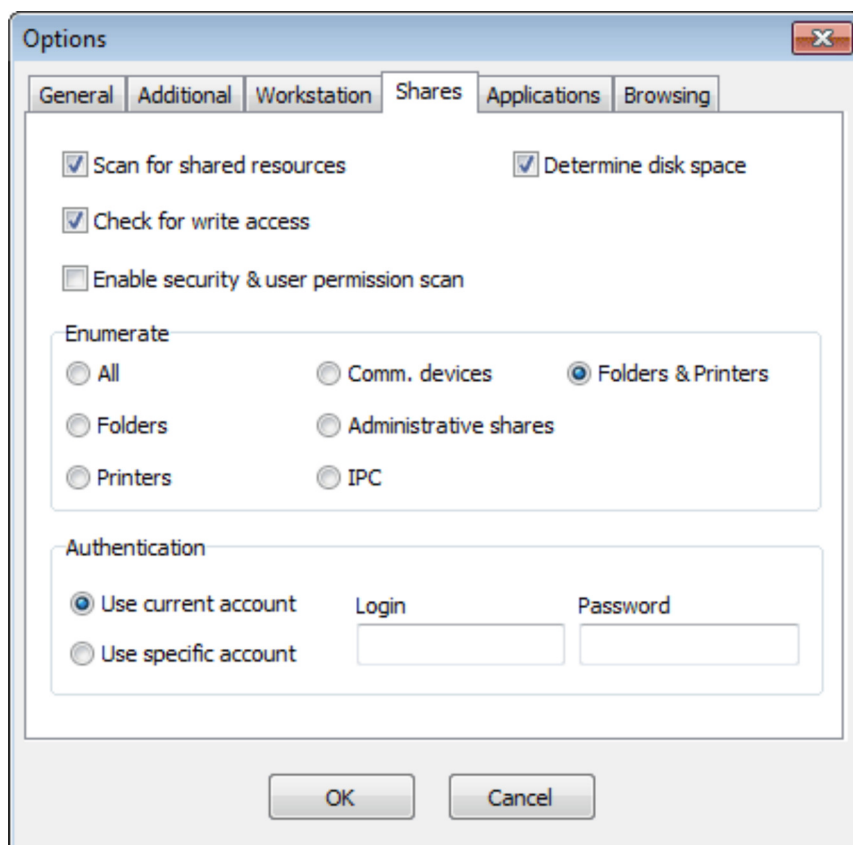 Options
General Additional Workstation Shares Applications Browsing
Scan for shared resources Determine disk space
Check for write access
Enable security & user permission scan
Enumerate
All Comm. devices Folders & Printers
Folders Administrative shares
Printers IPC
Authentication
Use current account Login Password
Use specific account
OK Cancel